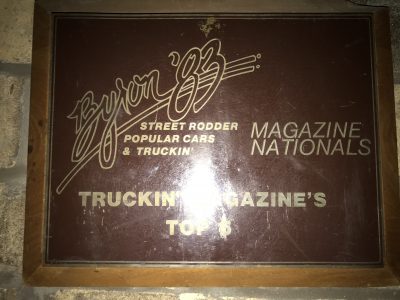 Byron '83
STREET RODDER
POPULAR CARS
& TRUCKIN'
MAGAZINE
NATIONALS
TRUCKIN' MAGAZINE'S
TOP